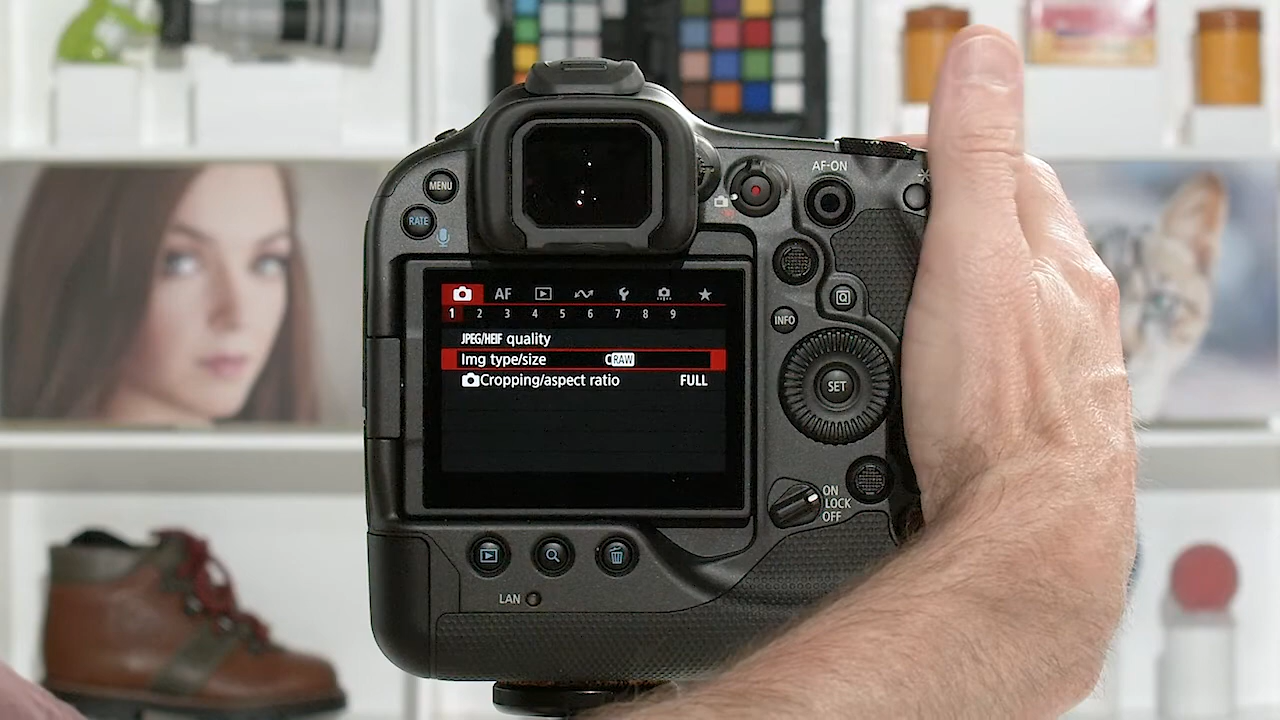 AF-ON
MENU
RATE
AF
1 2 3 4 5 6 7 8 9
INFO
JPEG/HEIF quality
Img type/size CRAW
Cropping/aspect ratio FULL
SET
ON
LOCK
OFF
LAN